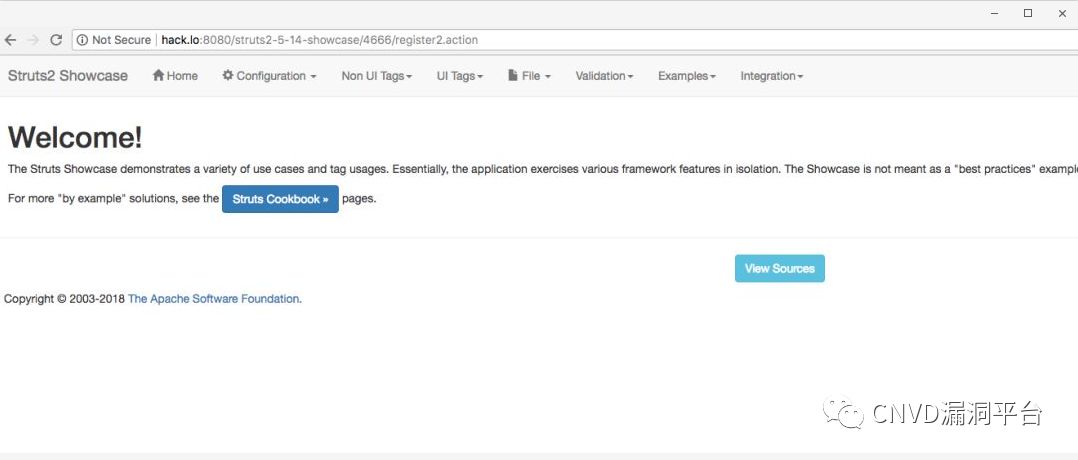 Not Secure | hack.lo:8080/struts2-5-14-showcase/4666/register2.action
Struts2 Showcase Home Configuration Non UI Tags UI Tags File Validation Examples Integration
Welcome!
The Struts Showcase demonstrates a variety of use cases and tag usages. Essentially, the application exercises various framework features in isolation. The Showcase is not meant as a "best practices" example
For more "by example" solutions, see the Struts Cookbook » pages.
View Sources
Copyright © 2003-2018 The Apache Software Foundation.
CNVD漏洞平台